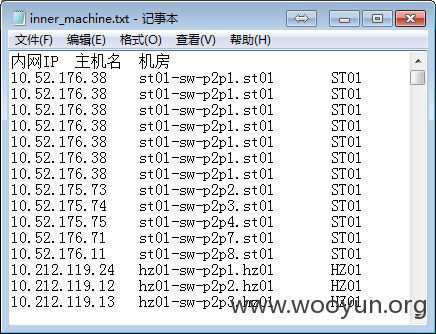 inner_machine.txt - 记事本
文件(F) 编辑(E) 格式(O) 查看(V) 帮助(H)
内网IP 主机名 机房
10.52.176.38 st01-sw-p2p1.st01 ST01
10.52.176.38 st01-sw-p2p1.st01 ST01
10.52.176.38 st01-sw-p2p1.st01 ST01
10.52.176.38 st01-sw-p2p1.st01 ST01
10.52.176.38 st01-sw-p2p1.st01 ST01
10.52.176.38 st01-sw-p2p1.st01 ST01
10.52.176.38 st01-sw-p2p1.st01 ST01
10.52.175.73 st01-sw-p2p2.st01 ST01
10.52.175.74 st01-sw-p2p3.st01 ST01
10.52.175.75 st01-sw-p2p4.st01 ST01
10.52.176.71 st01-sw-p2p7.st01 ST01
10.52.176.11 st01-sw-p2p8.st01 ST01
10.212.119.24 hz01-sw-p2p1.hz01 HZ01
10.212.119.12 hz01-sw-p2p2.hz01 HZ01
10.212.119.13 hz01-sw-p2p3.hz01 HZ01
www.wooyun.org